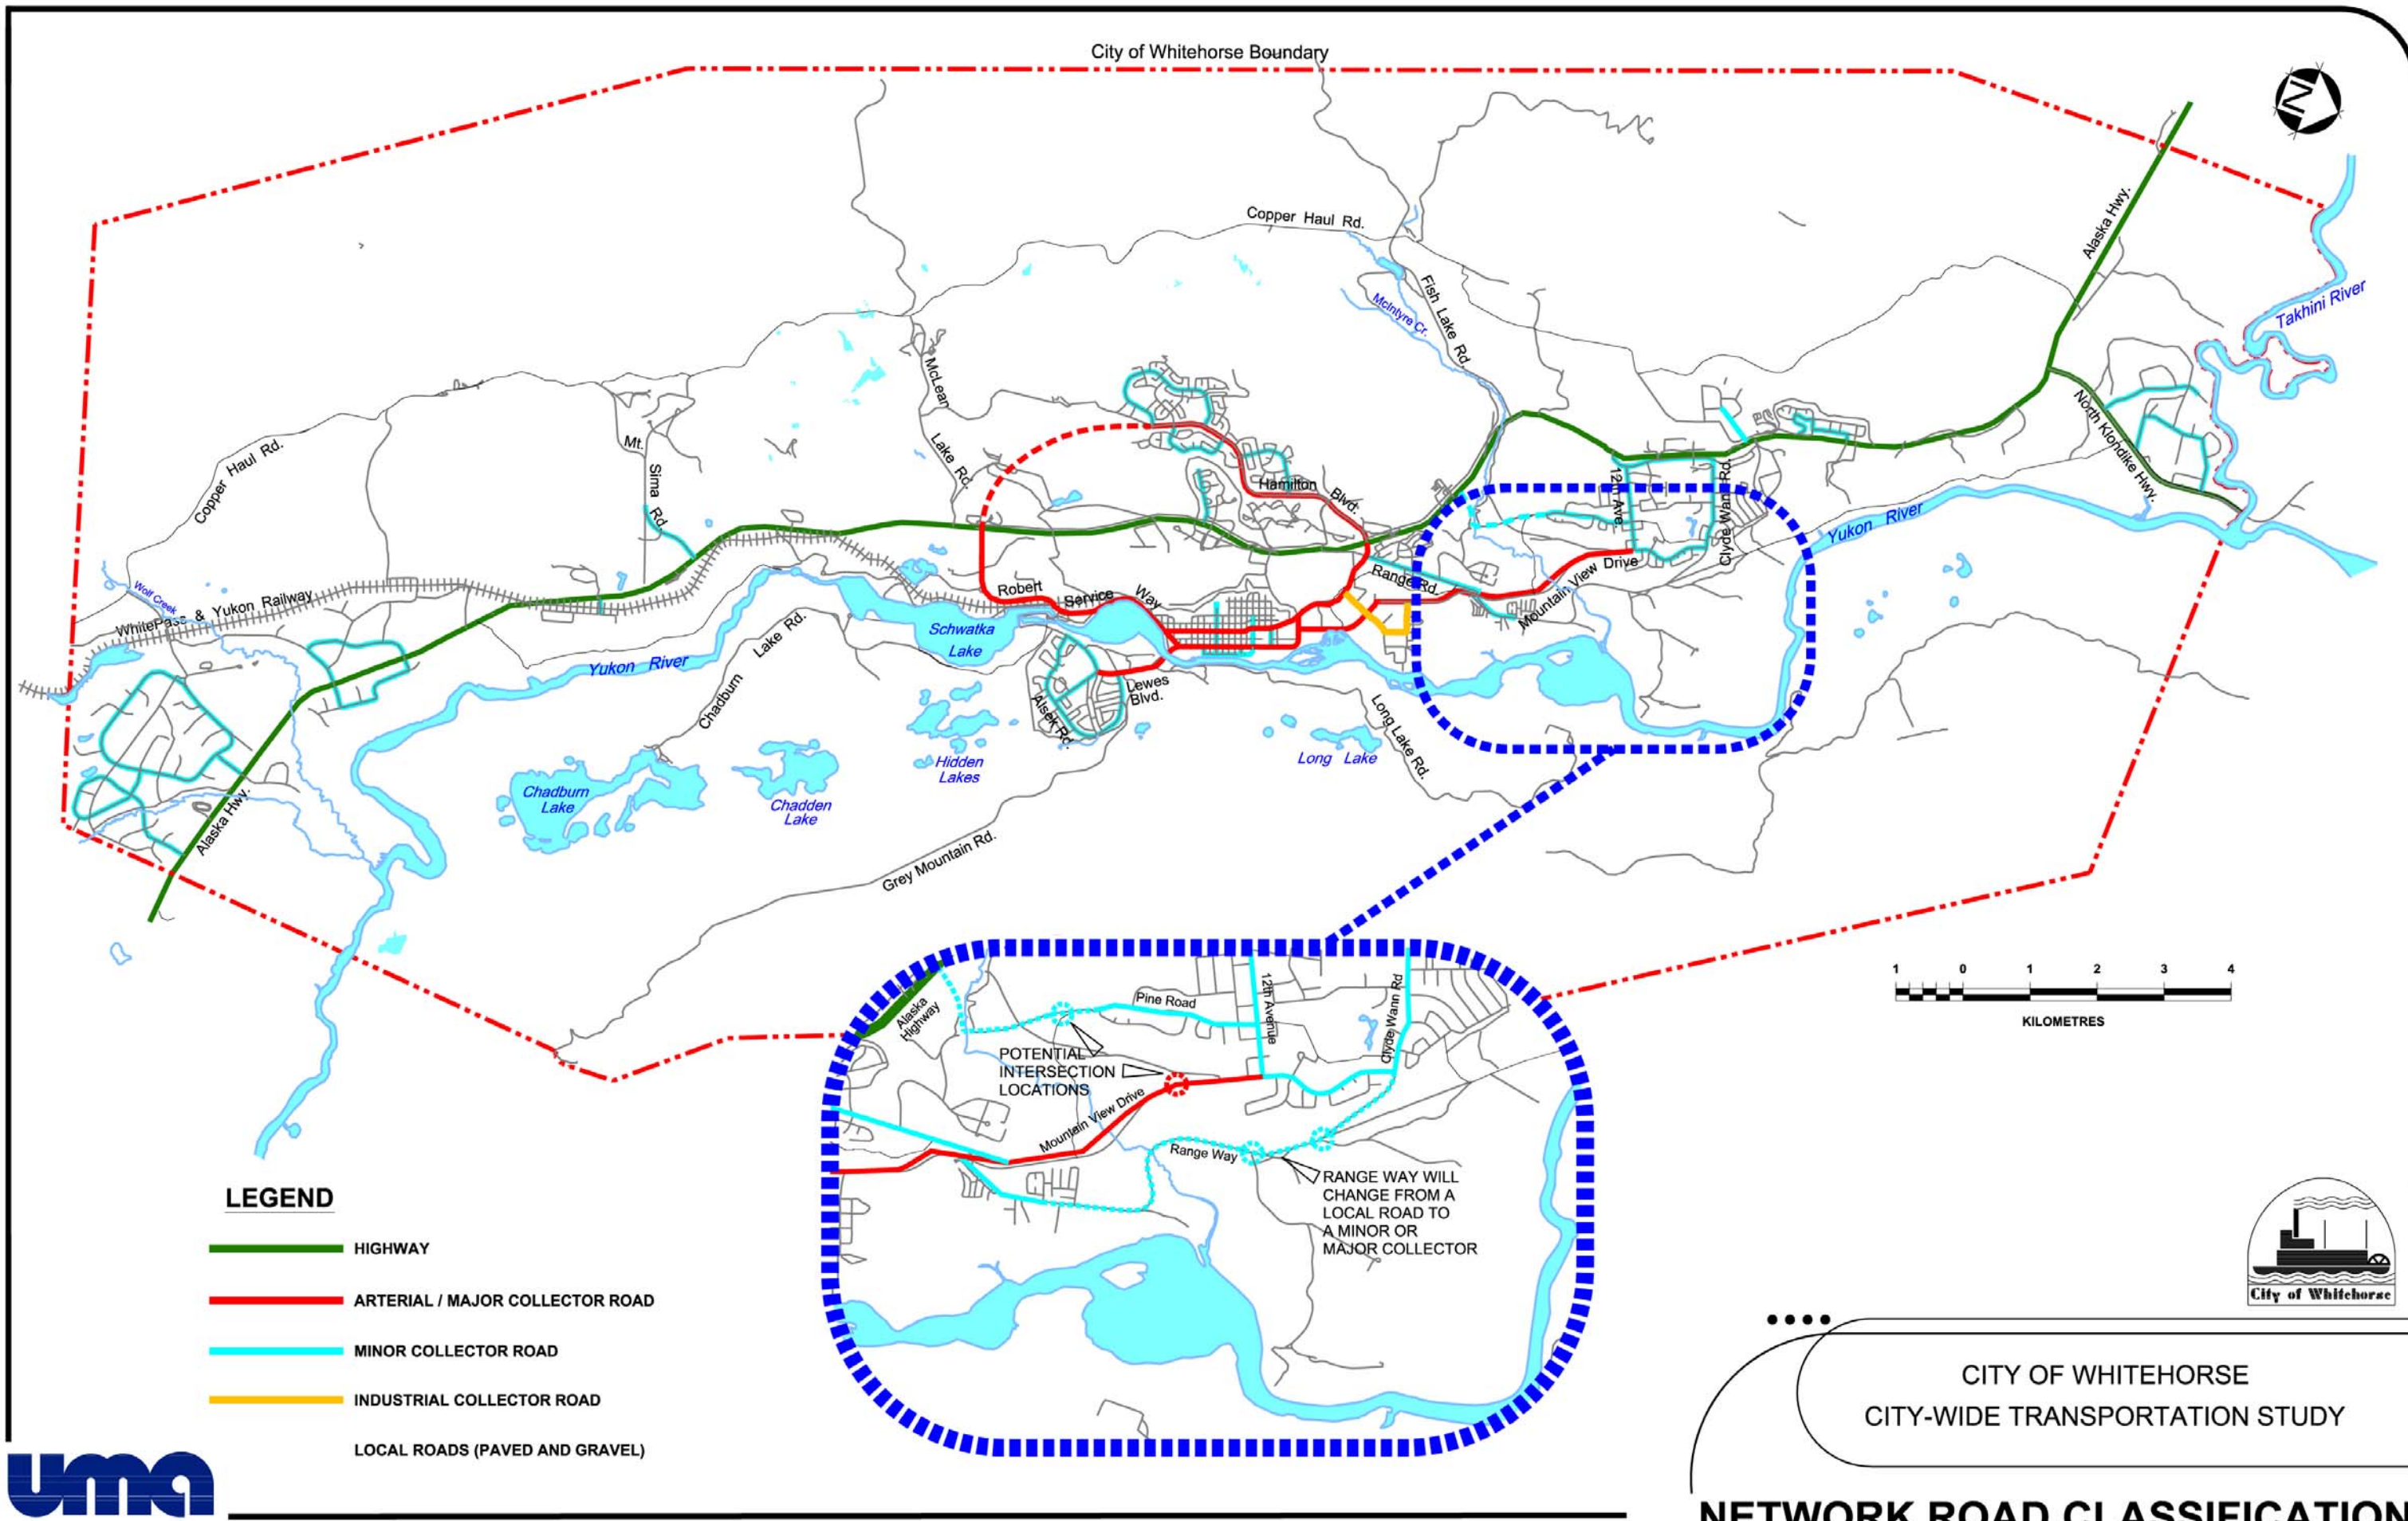 City of Whitehorse Boundary
N
Copper Haul Rd.
Alaska Hwy.
Fish Lake Rd.
McIntyre Cr.
Takhini River
McLean
Lake Rd.
Mt.
Sima Rd.
Copper Haul Rd.
Hamilton Blvd.
12th Ave.
Clyde Wann Rd.
North Klondike Hwy.
Yukon River
Wolf Creek
WhitePass & Yukon Railway
Robert Service Way
Range Rd.
Mountain View Drive
Schwatka
Lake
Yukon River
Chadburn Lake Rd.
Alsek Rd.
Lewes
Blvd.
Long Lake Rd.
Long Lake
Hidden
Lakes
Chadburn
Lake
Chadden
Lake
Alaska Hwy.
Grey Mountain Rd.
Alaska
Highway
Pine Road
12th Avenue
Clyde Wann Rd
POTENTIAL
INTERSECTION
LOCATIONS
Mountain View Drive
Range Way
RANGE WAY WILL
CHANGE FROM A
LOCAL ROAD TO
A MINOR OR
MAJOR COLLECTOR
1 0 1 2 3 4
KILOMETRES
LEGEND
HIGHWAY
ARTERIAL / MAJOR COLLECTOR ROAD
MINOR COLLECTOR ROAD
INDUSTRIAL COLLECTOR ROAD
LOCAL ROADS (PAVED AND GRAVEL)
uma
City of Whitehorse
CITY OF WHITEHORSE
CITY-WIDE TRANSPORTATION STUDY
NETWORK ROAD CLASSIFICATION